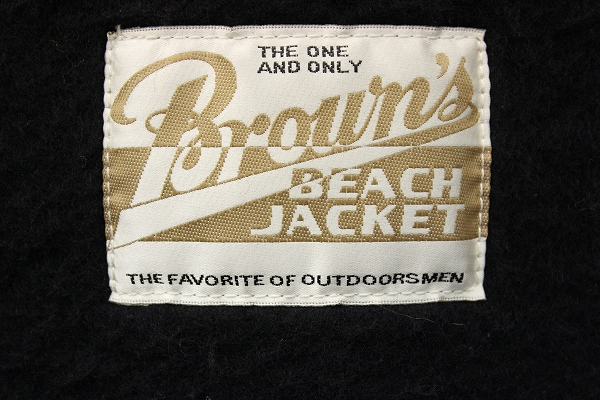 THE ONE
AND ONLY
Brown's
BEACH
JACKET
THE FAVORITE OF OUTDOORSMEN